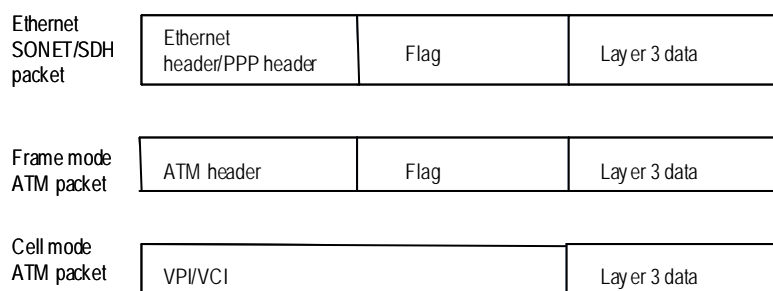 Ethernet
SONET/SDH
packet
Ethernet
header/PPP header
Flag
Layer 3 data
Frame mode
ATM packet
ATM header
Flag
Layer 3 data
Cell mode
ATM packet
VPI/VCI
Layer 3 data